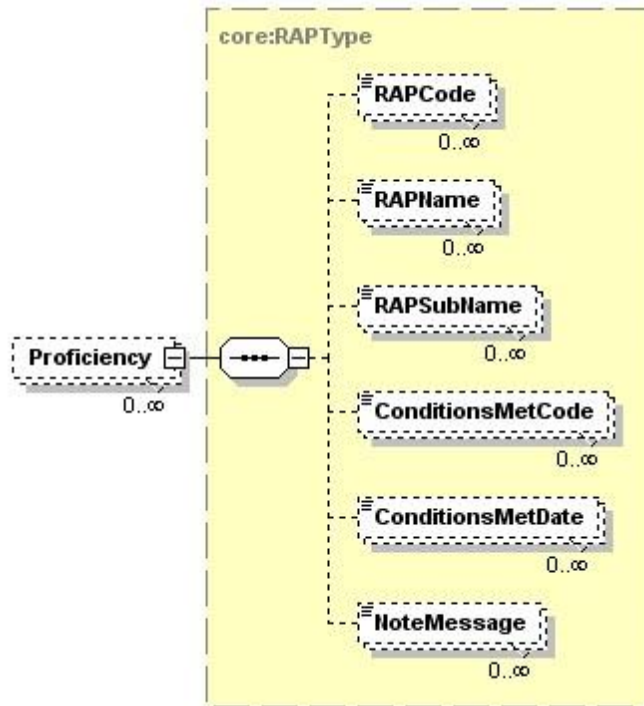 core:RAPType
RAPCode
0..∞
RAPName
0..∞
RAPSubName
0..∞
Proficiency
0..∞
ConditionsMetCode
0..∞
ConditionsMetDate
0..∞
NoteMessage
0..∞